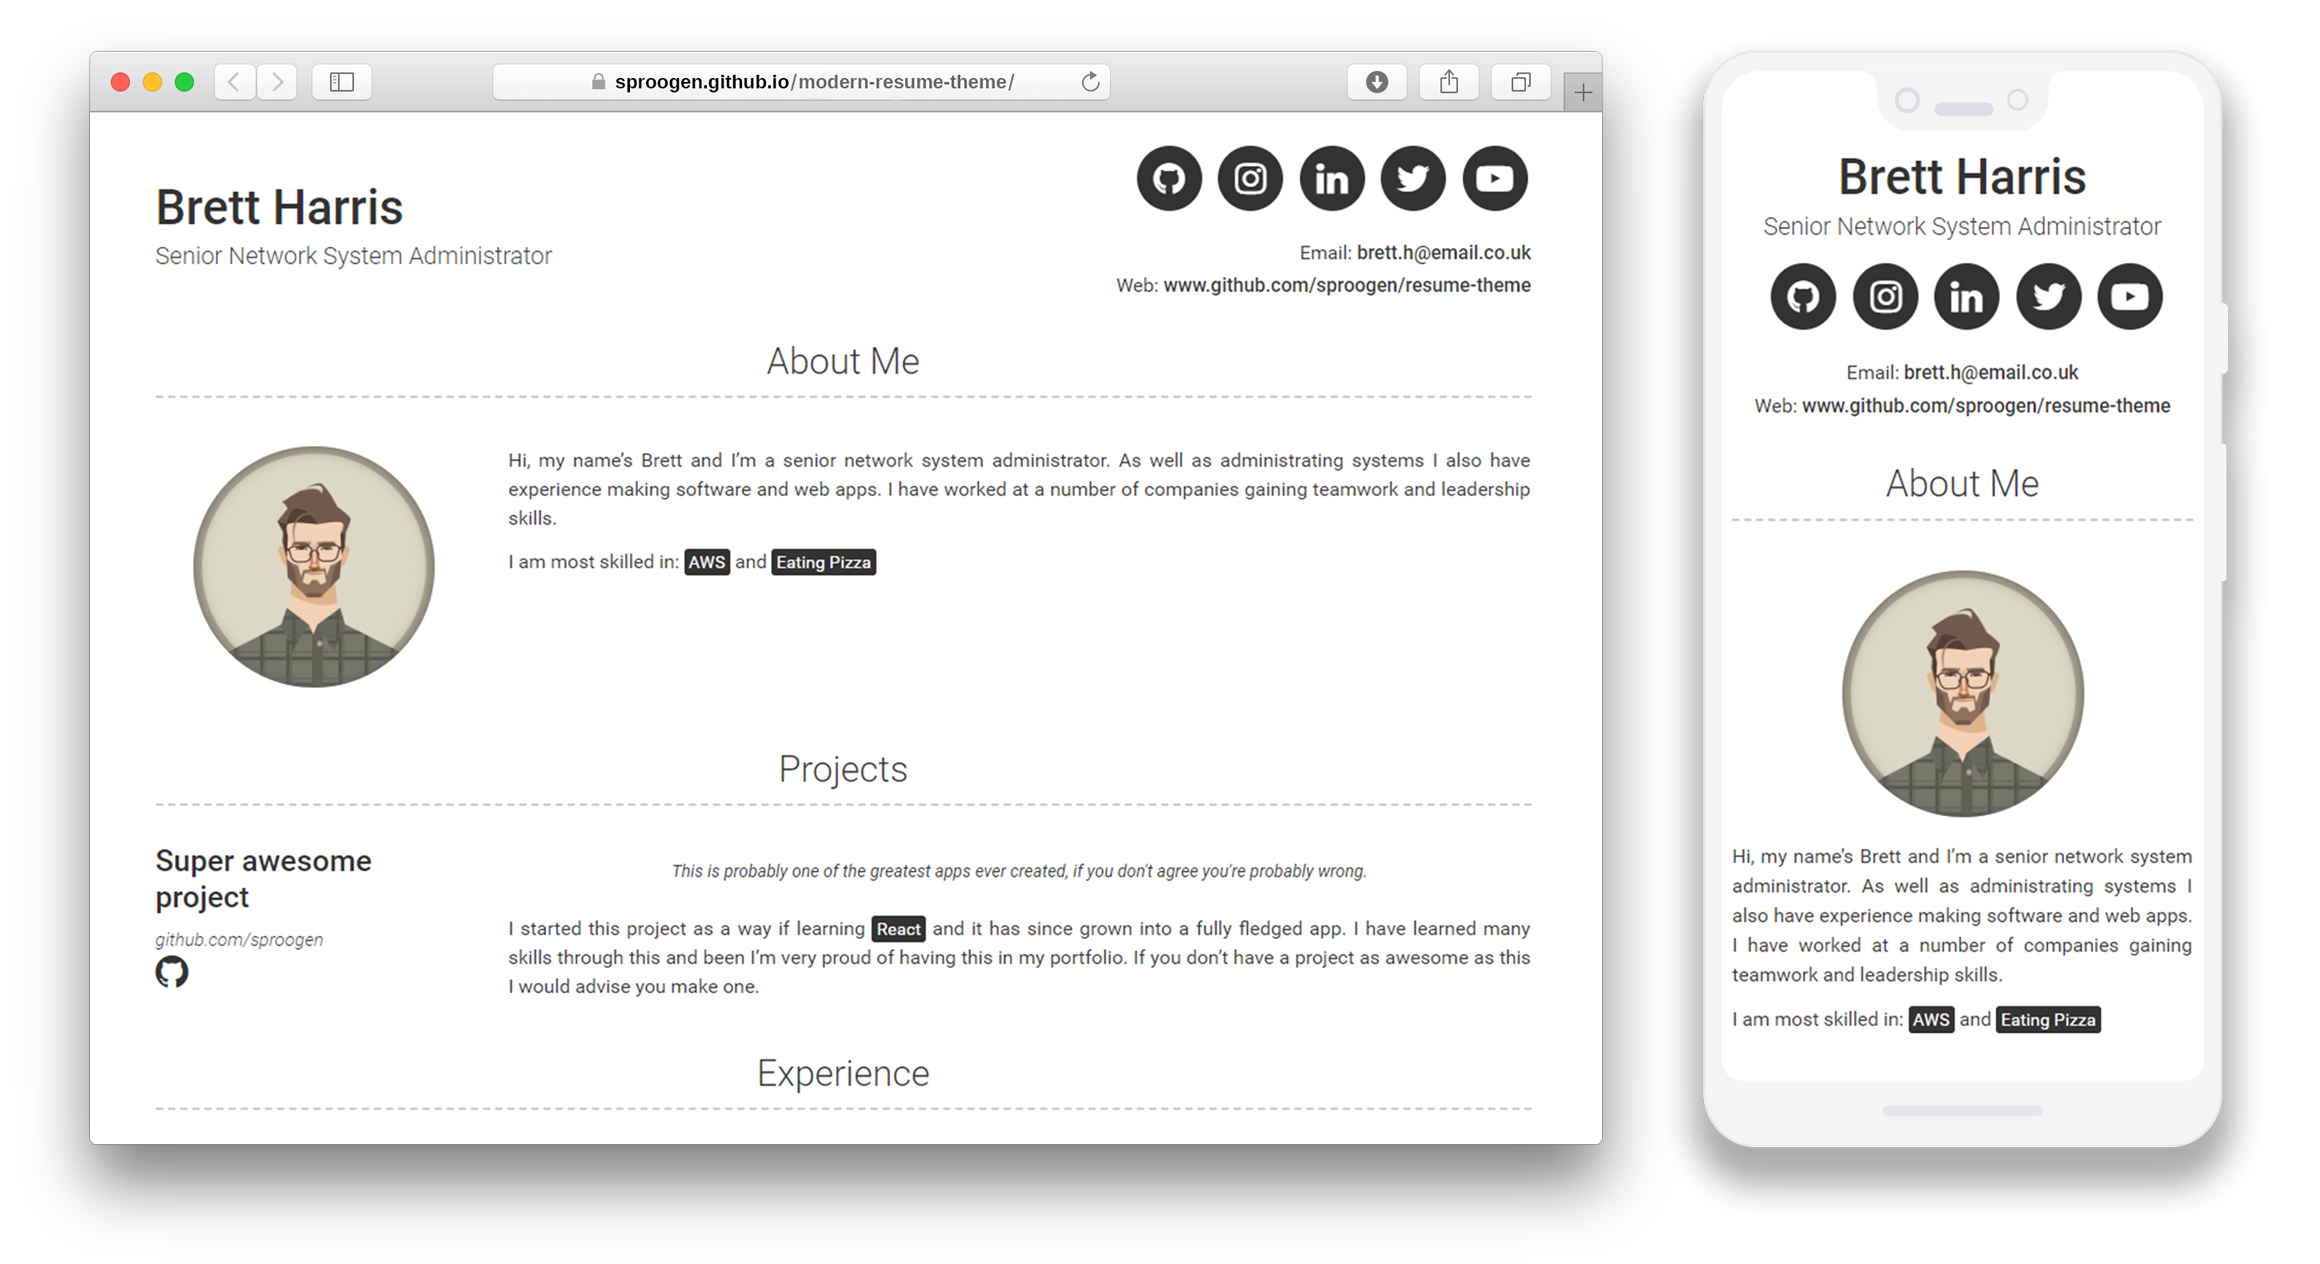 sproogen.github.io/modern-resume-theme/
Brett Harris
Senior Network System Administrator
Email: brett.h@email.co.uk
Web: www.github.com/sproogen/resume-theme
About Me
Hi, my name’s Brett and I’m a senior network system administrator. As well as administrating systems I also have
experience making software and web apps. I have worked at a number of companies gaining teamwork and leadership
skills.
I am most skilled in: AWS and Eating Pizza
Projects
Super awesome
project
github.com/sproogen
This is probably one of the greatest apps ever created, if you don't agree you're probably wrong.
I started this project as a way if learning React and it has since grown into a fully fledged app. I have learned many
skills through this and been I’m very proud of having this in my portfolio. If you don’t have a project as awesome as this
I would advise you make one.
Experience
Brett Harris
Senior Network System Administrator
Email: brett.h@email.co.uk
Web: www.github.com/sproogen/resume-theme
About Me
Hi, my name’s Brett and I’m a senior network system
administrator. As well as administrating systems I
also have experience making software and web apps.
I have worked at a number of companies gaining
teamwork and leadership skills.
I am most skilled in: AWS and Eating Pizza